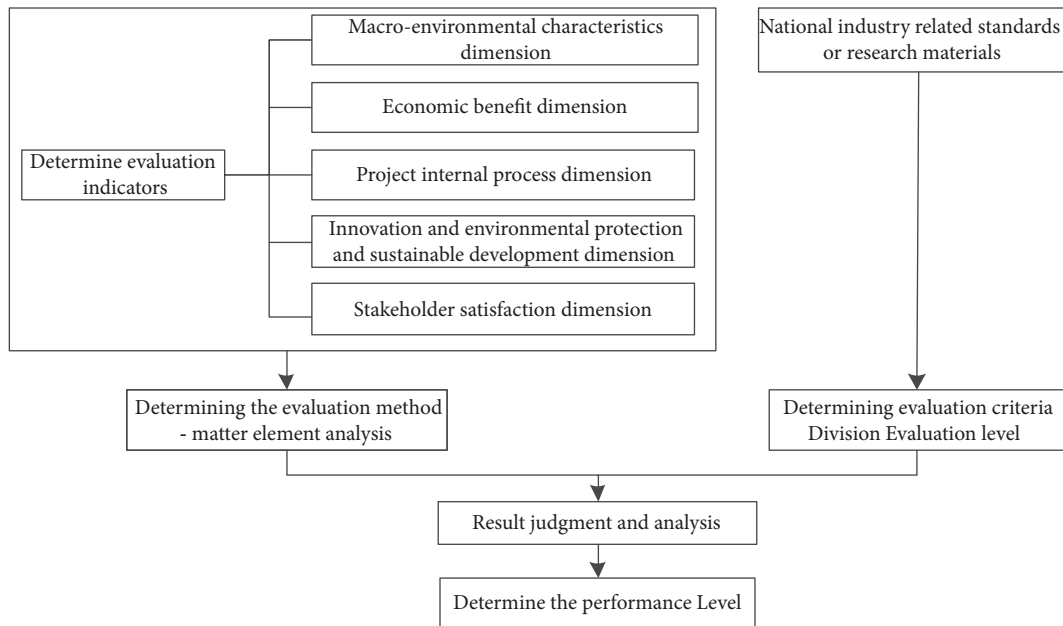 Macro-environmental characteristics
dimension
Economic benefit dimension
Determine evaluation
indicators
Project internal process dimension
Innovation and environmental protection
and sustainable development dimension
Stakeholder satisfaction dimension
National industry related standards
or research materials
Determining the evaluation method
- matter element analysis
Determining evaluation criteria
Division Evaluation level
Result judgment and analysis
Determine the performance Level